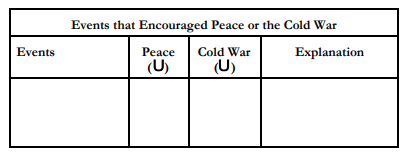 Events that Encouraged Peace or the Cold War
Events Peace Cold War Explanation
(U) (U)